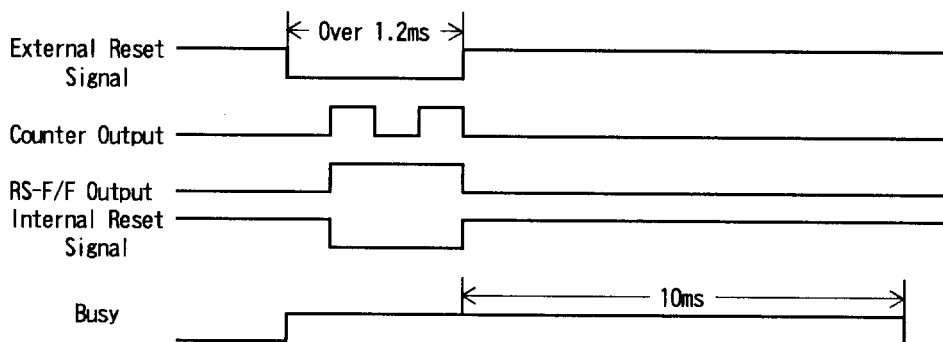 Over 1.2ms
External Reset
Signal
Counter Output
RS-F/F Output
Internal Reset
Signal
10ms
Busy